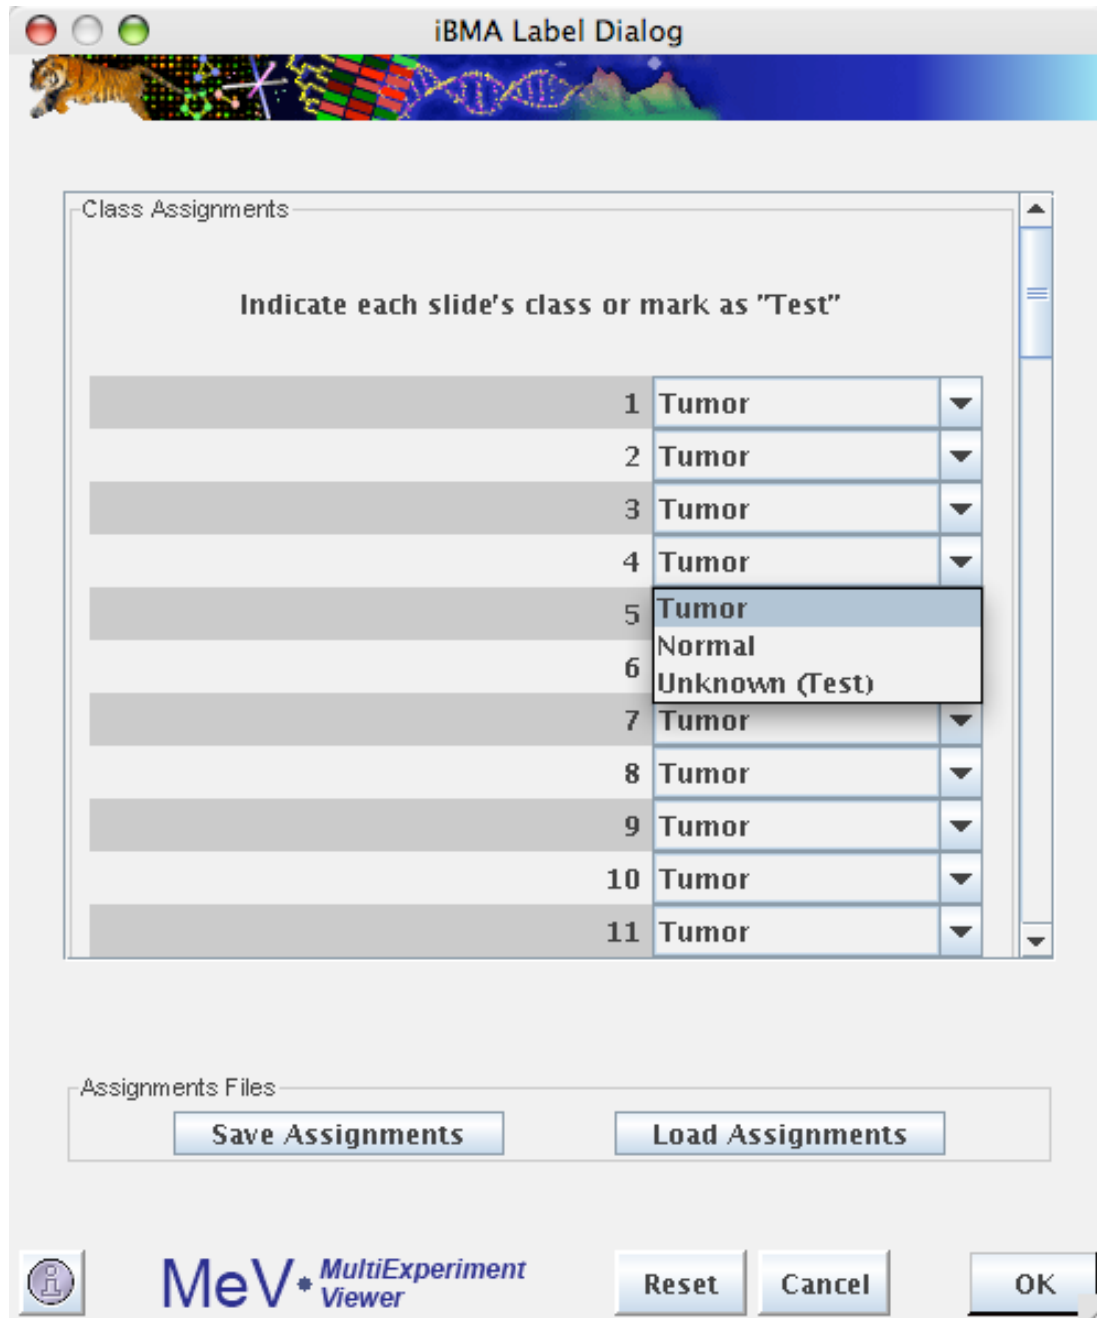 iBMA Label Dialog
Class Assignments
Indicate each slide's class or mark as "Test"
1 Tumor
2 Tumor
3 Tumor
4 Tumor
5 Tumor
Normal
6 Unknown (Test)
7 Tumor
8 Tumor
9 Tumor
10 Tumor
11 Tumor
Assignments Files
Save Assignments Load Assignments
MeV MultiExperiment
Viewer
Reset Cancel OK